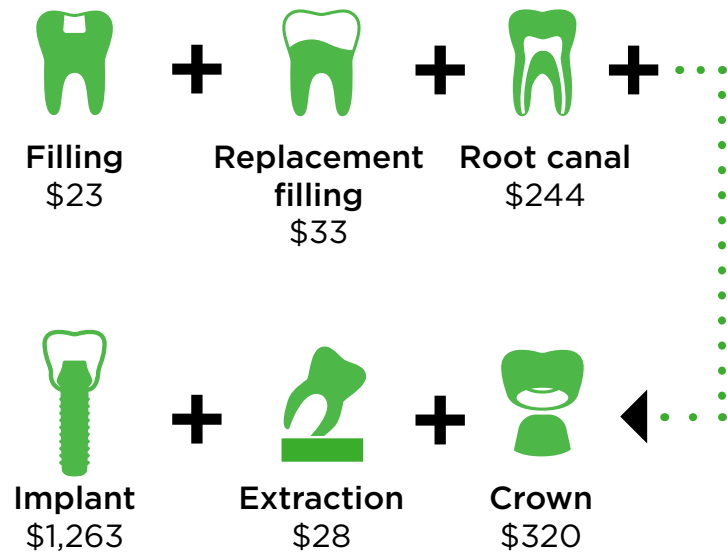 + + +
Filling
$23
Replacement
filling
$33
Root canal
$244
+ +
Implant
$1,263
Extraction
$28
Crown
$320